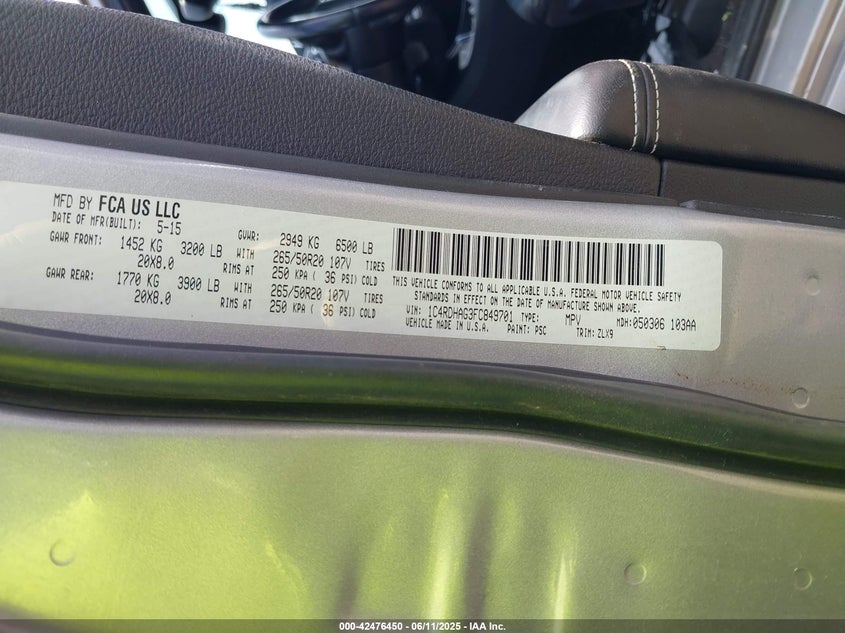 MFD BY FCA US LLC
DATE OF MFR(BUILT): 5-15 GVWR: 2949 KG 6500 LB
GAWR FRONT: 1452 KG 3200 LB WITH 265/50R20 107V TIRES
20X8.0 RIMS AT 250 KPA ( 36 PSI) COLD
GAWR REAR: 1770 KG 3900 LB WITH 265/50R20 107V TIRES
20X8.0 RIMS AT 250 KPA ( 36 PSI) COLD
THIS VEHICLE CONFORMS TO ALL APPLICABLE U.S.A. FEDERAL MOTOR VEHICLE SAFETY
STANDARDS IN EFFECT ON THE DATE OF MANUFACTURE SHOWN ABOVE.
VIN: 1C4RDHAG3FC849701 TYPE: MPV MDH: 050306 103AA
VEHICLE MADE IN U.S.A. PAINT: PSC TRIM: ZLX9
000-42476450 - 06/11/2025 - IAA Inc.